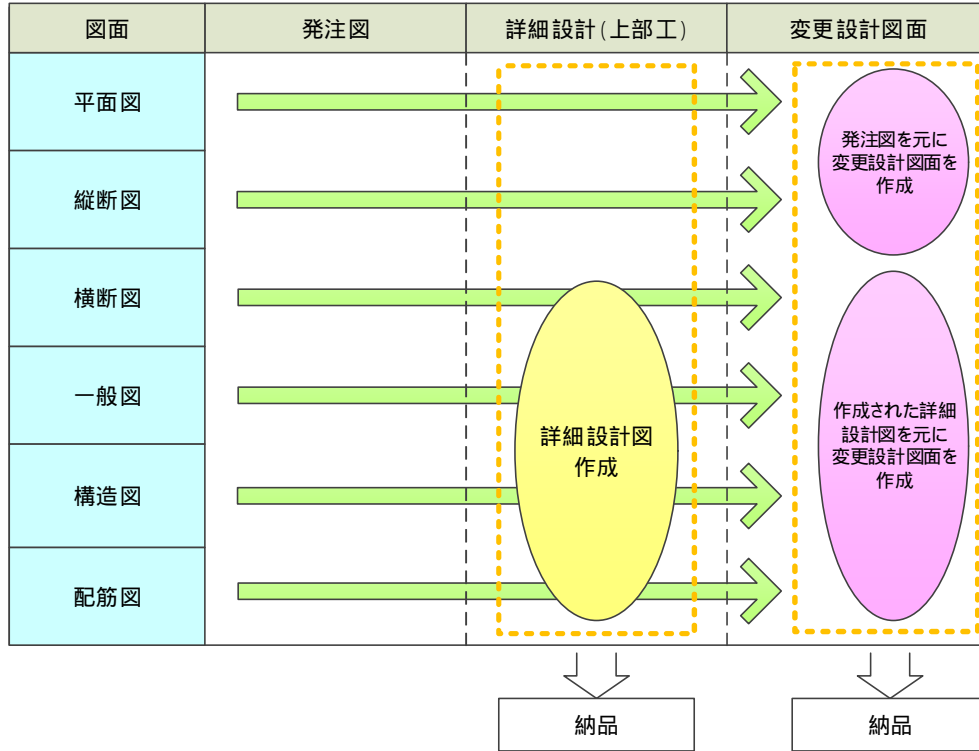 図面
発注図
詳細設計(上部工)
変更設計図面
平面図
縦断図
横断図
一般図
構造図
配筋図
詳細設計図
作成
発注図を元に
変更設計図面を
作成
作成された詳細
設計図を元に
変更設計図面を
作成
納品
納品